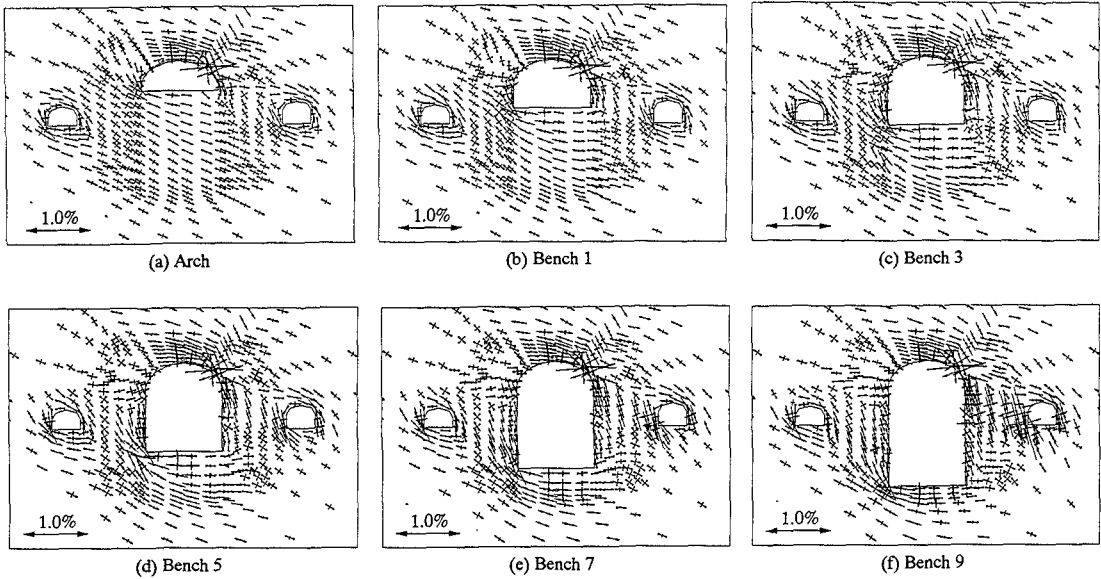 1.0%
1.0%
1.0%
(a) Arch
(b) Bench 1
(c) Bench 3
1.0%
1.0%
1.0%
(d) Bench 5
(e) Bench 7
(f) Bench 9